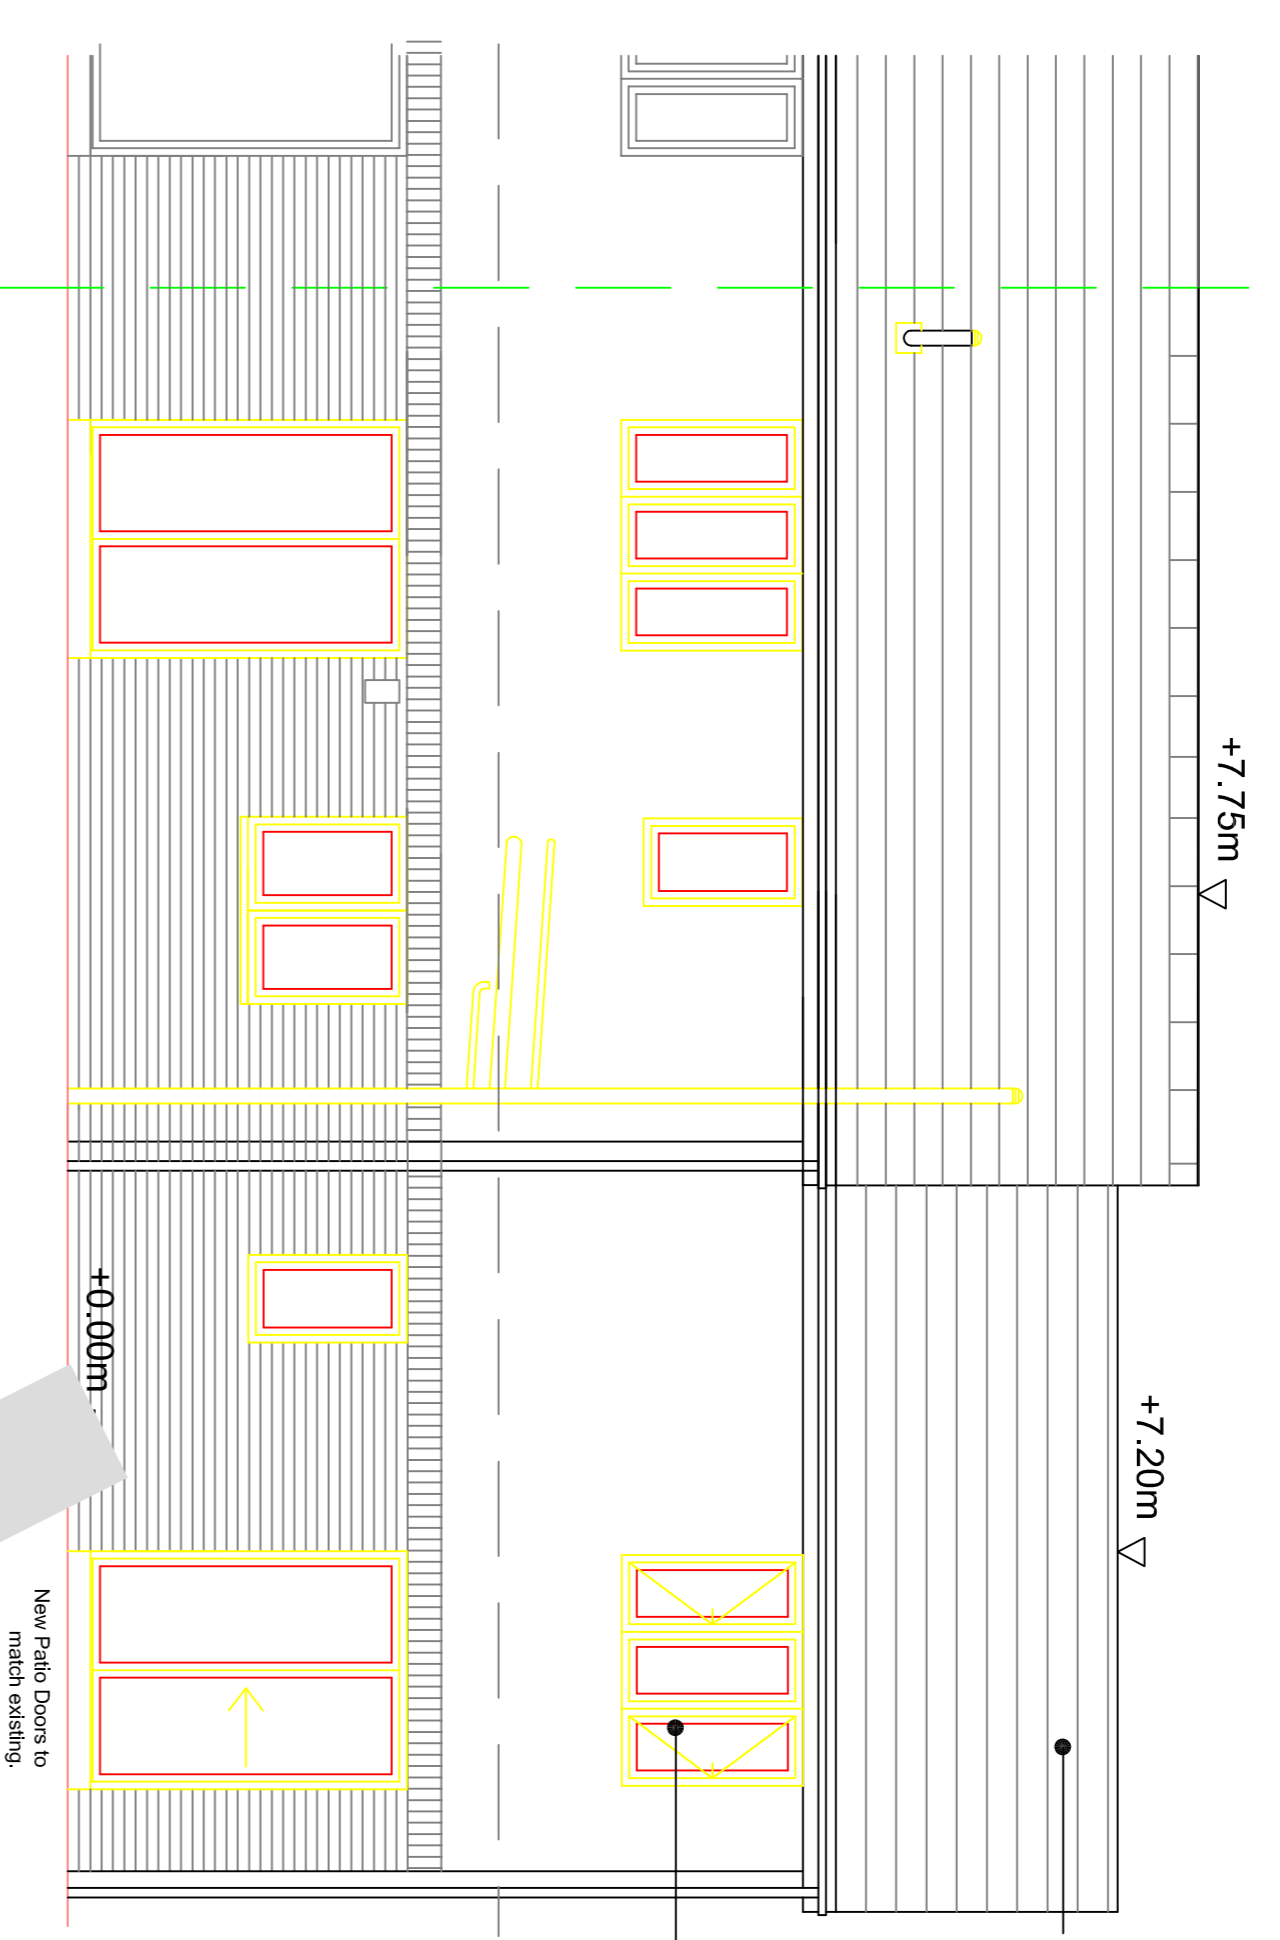 +7.75m
+7.20m
+0.00m
New Patio Doors to
match existing.